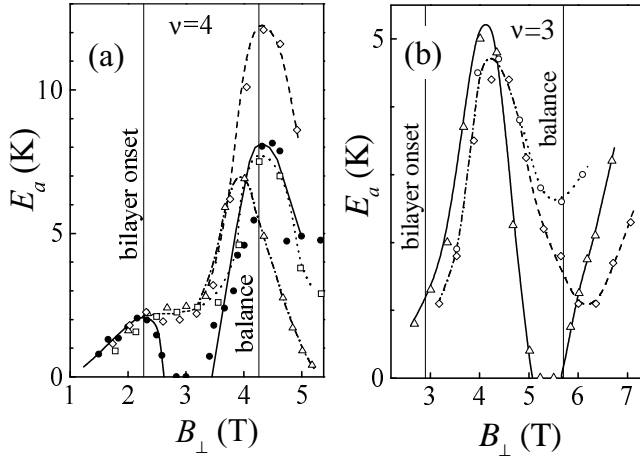 (a)
ν=4
bilayer onset
balance
E_a (K)
10
5
0
1
2
3
4
5
B_⊥ (T)
(b)
ν=3
bilayer onset
balance
E_a (K)
5
0
2
3
4
5
6
7
B_⊥ (T)